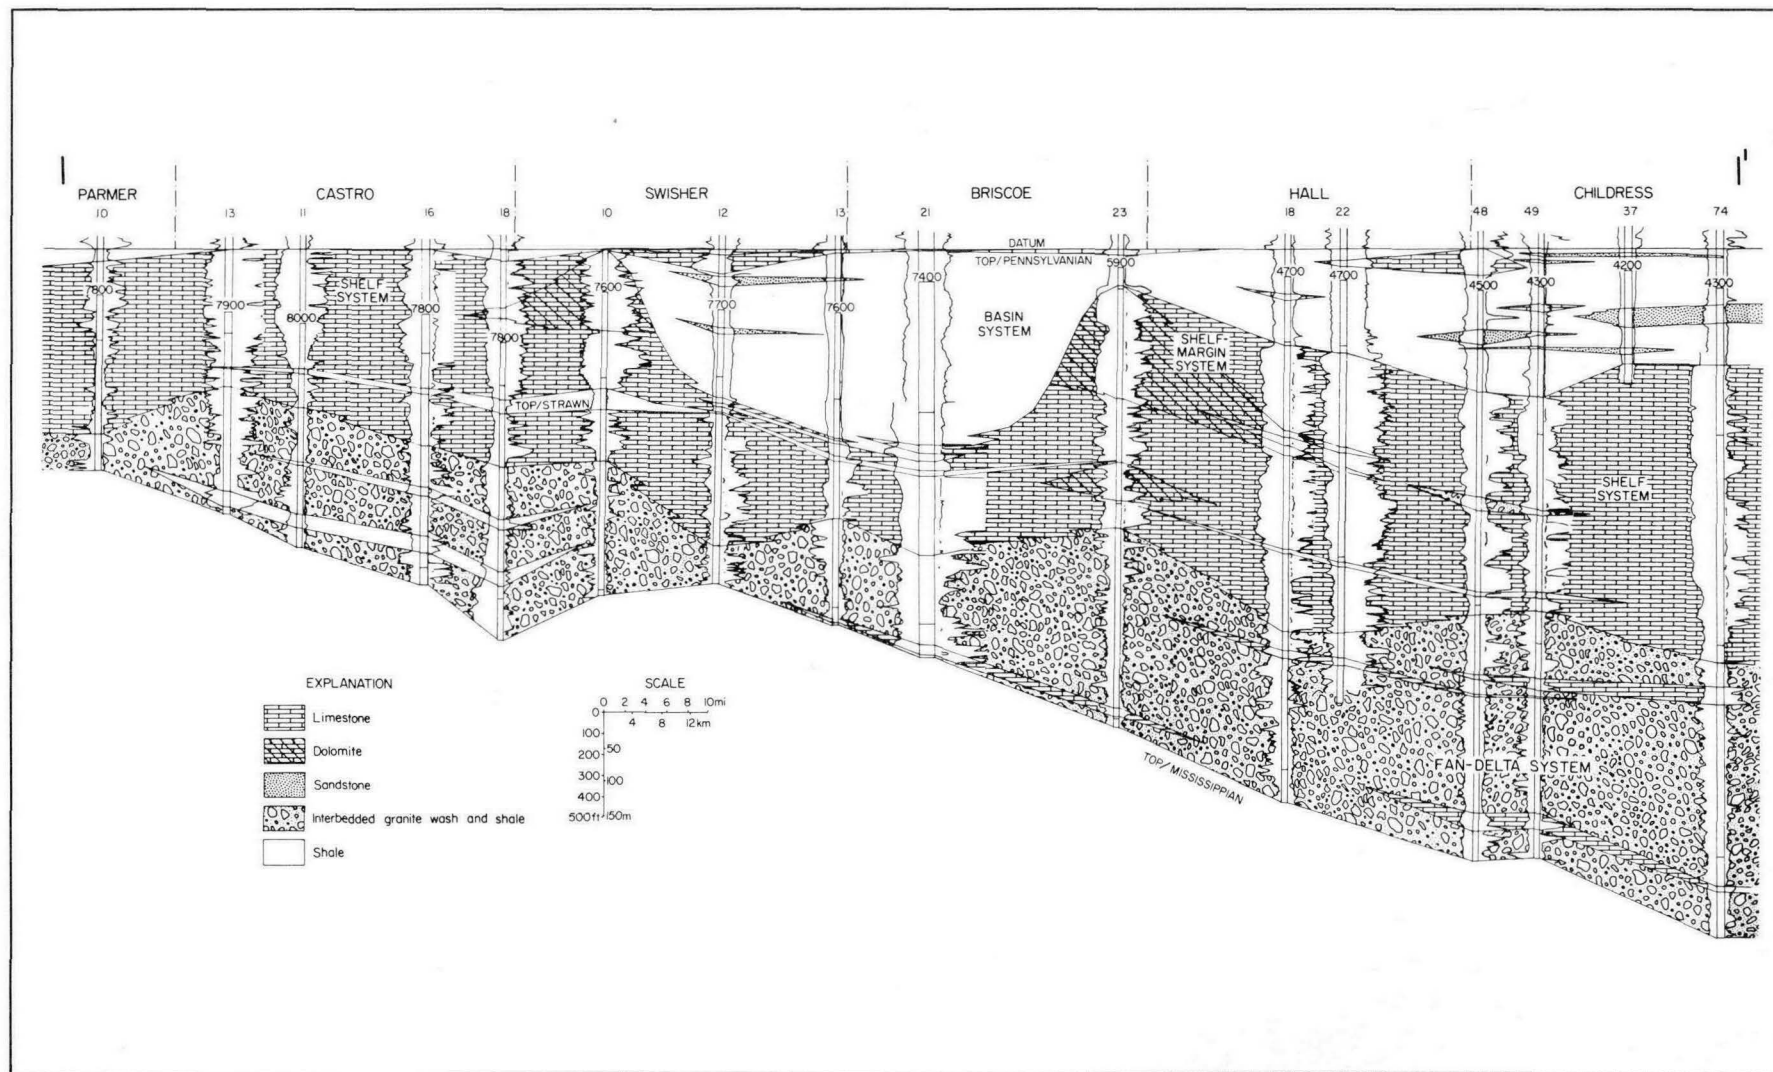 I I'
PARMER CASTRO SWISHER BRISCOE HALL CHILDRESS
10 13 11 16 18 10 12 13 21 23 18 22 48 49 37 74
DATUM
TOP/PENNSYLVANIAN
7800 7900 8000 7800 7800 7600 7700 7600 7400 5900 4700 4700 4500 4300 4200 4300
SHELF
SYSTEM
BASIN
SYSTEM
SHELF-
MARGIN
SYSTEM
TOP/STRAWN
SHELF
SYSTEM
FAN-DELTA SYSTEM
TOP/MISSISSIPPIAN
EXPLANATION
Limestone
Dolomite
Sandstone
Interbedded granite wash and shale
Shale
SCALE
0 2 4 6 8 10mi
4 8 12km
0
100
50
200
300
100
400
500ft 150m